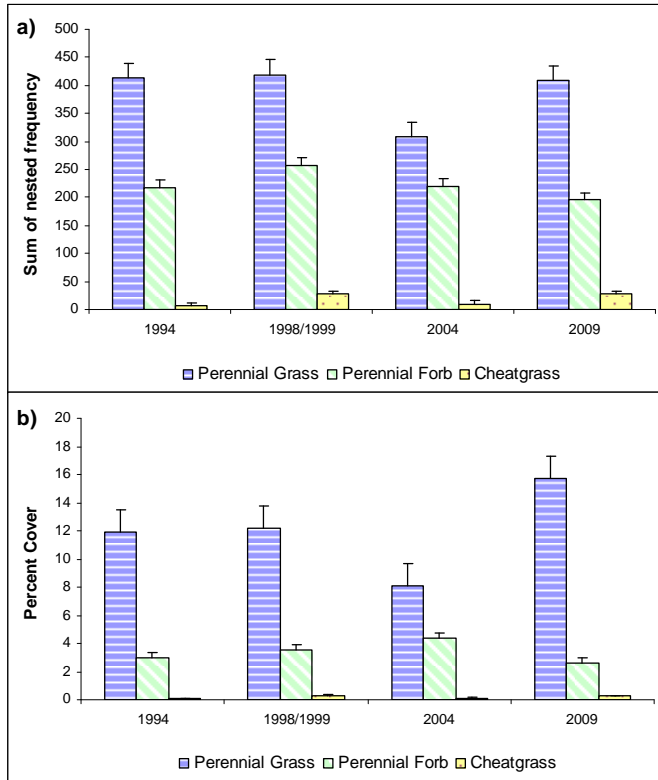 a)
500
450
400
350
300
250
200
150
100
50
0
Sum of nested frequency
1994 1998/1999 2004 2009
Perennial Grass Perennial Forb Cheatgrass
b)
20
18
16
14
12
10
8
6
4
2
0
Percent Cover
1994 1998/1999 2004 2009
Perennial Grass Perennial Forb Cheatgrass